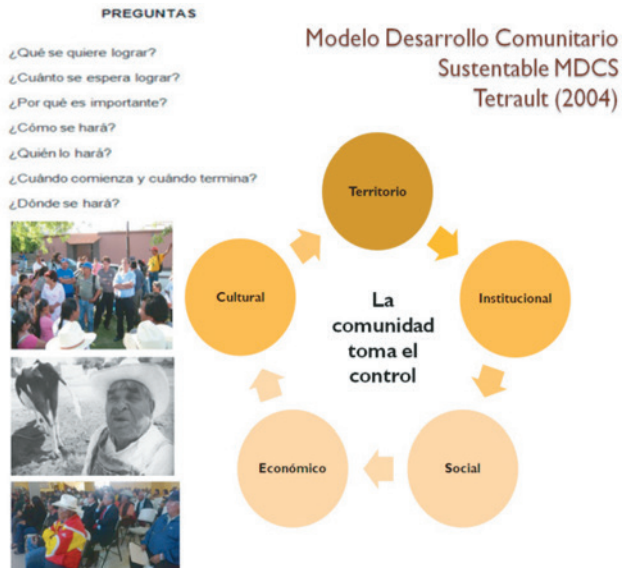 PREGUNTAS
¿Qué se quiere lograr?
¿Cuánto se espera lograr?
¿Por qué es importante?
¿Cómo se hará?
¿Quién lo hará?
¿Cuándo comienza y cuándo termina?
¿Dónde se hará?
Modelo Desarrollo Comunitario
Sustentable MDCS
Tetrault (2004)
Territorio
Institucional
Social
Económico
Cultural
La
comunidad
toma el
control